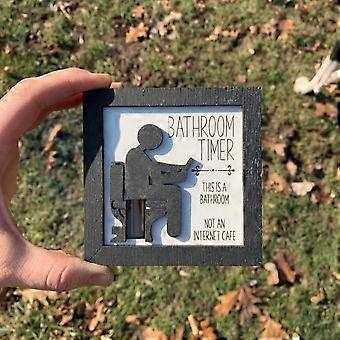 BATHROOM
TIMER
THIS IS A
BATHROOM
NOT AN
INTERNET CAFE